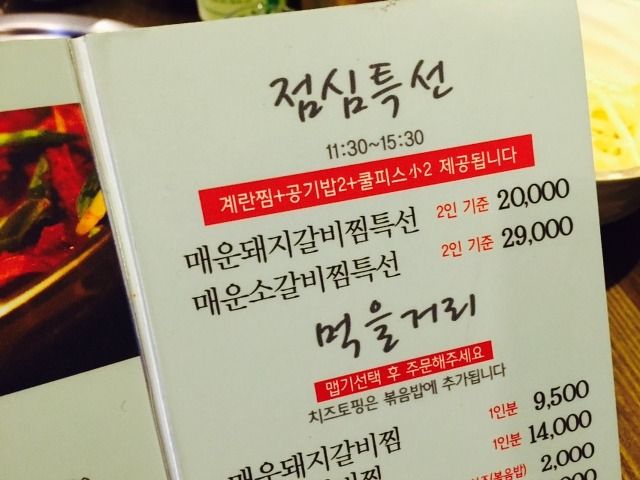 점심특선
11:30~15:30
계란찜+공기밥2+쿨피스小2 제공됩니다
매운돼지갈비찜특선 2인 기준 20,000
매운소갈비찜특선 2인 기준 29,000
먹을거리
맵기선택 후 주문해주세요
치즈토핑은 볶음밥에 추가됩니다
매운돼지갈비찜 1인분 9,500
1인분 14,000
(볶음밥) 2,000